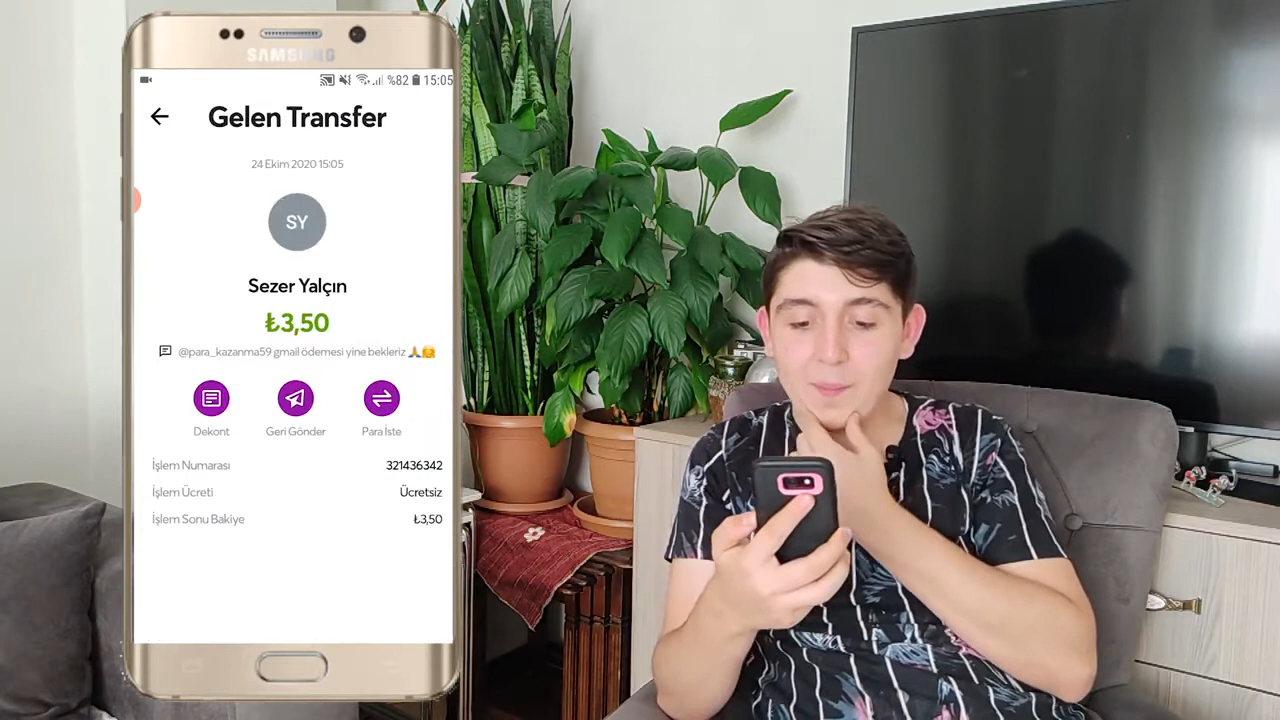 SAMSUNG
%82 15:05
Gelen Transfer
24 Ekim 2020 15:05
SY
Sezer Yalçın
₺3,50
@para_kazanma59 gmail ödemesi yine bekleriz 🙏🤗
Dekont Geri Gönder Para İste
İşlem Numarası 321436342
İşlem Ücreti Ücretsiz
İşlem Sonu Bakiye ₺3,50